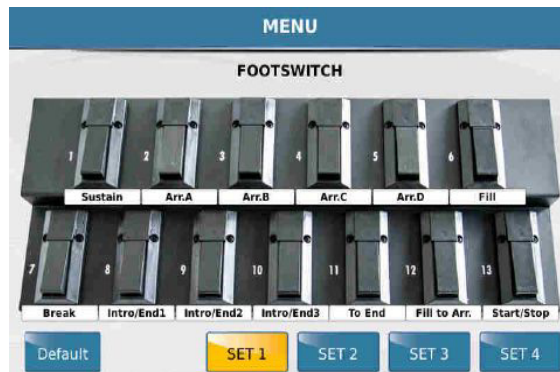 MENU
FOOTSWITCH
1 2 3 4 5 6
Sustain Arr.A Arr.B Arr.C Arr.D Fill
7 8 9 10 11 12 13
Break Intro/End1 Intro/End2 Intro/End3 To End Fill to Arr. Start/Stop
Default SET 1 SET 2 SET 3 SET 4